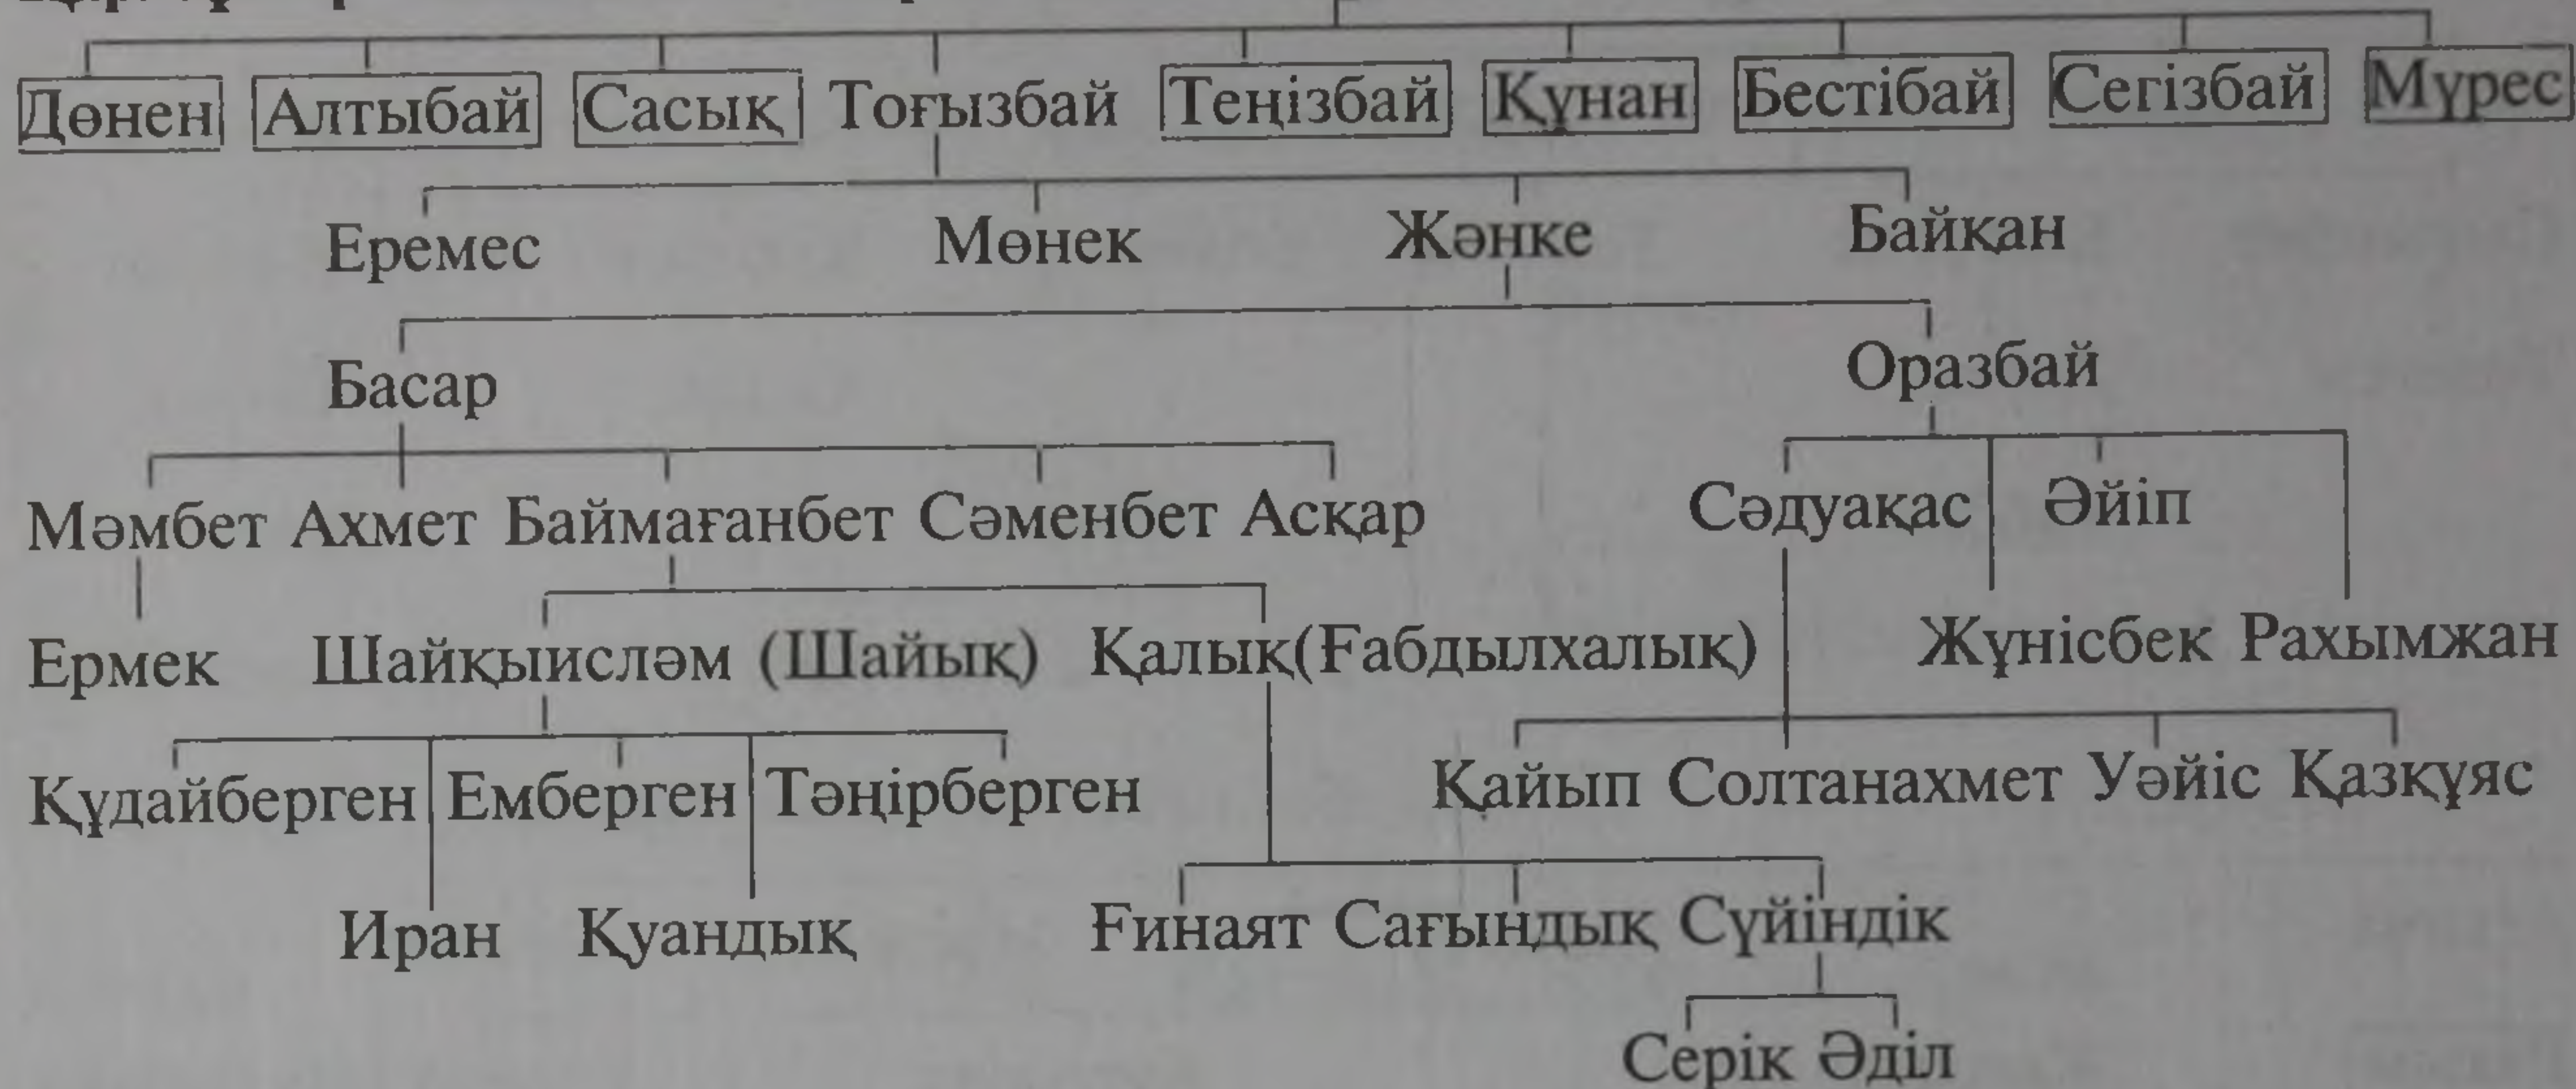 Дөнен Алтыбай Сасық Тоғызбай Теңізбай Құнан Бестібай Сегізбай Мүрес
Еремес Мөнек Жәнке Байқан
Басар Оразбай
Мәмбет Ахмет Баймағанбет Сәменбет Асқар Сәдуақас Әйіп
Ермек Шайқыисләм (Шайық) Қалық(Ғабдылхалық) Жүнісбек Рахымжан
Құдайберген Емберген Тәңірберген Қайып Солтанахмет Уәйіс Қазқұяс
Иран Қуандық Ғинаят Сағындық Сүйіндік
Серік Әділ